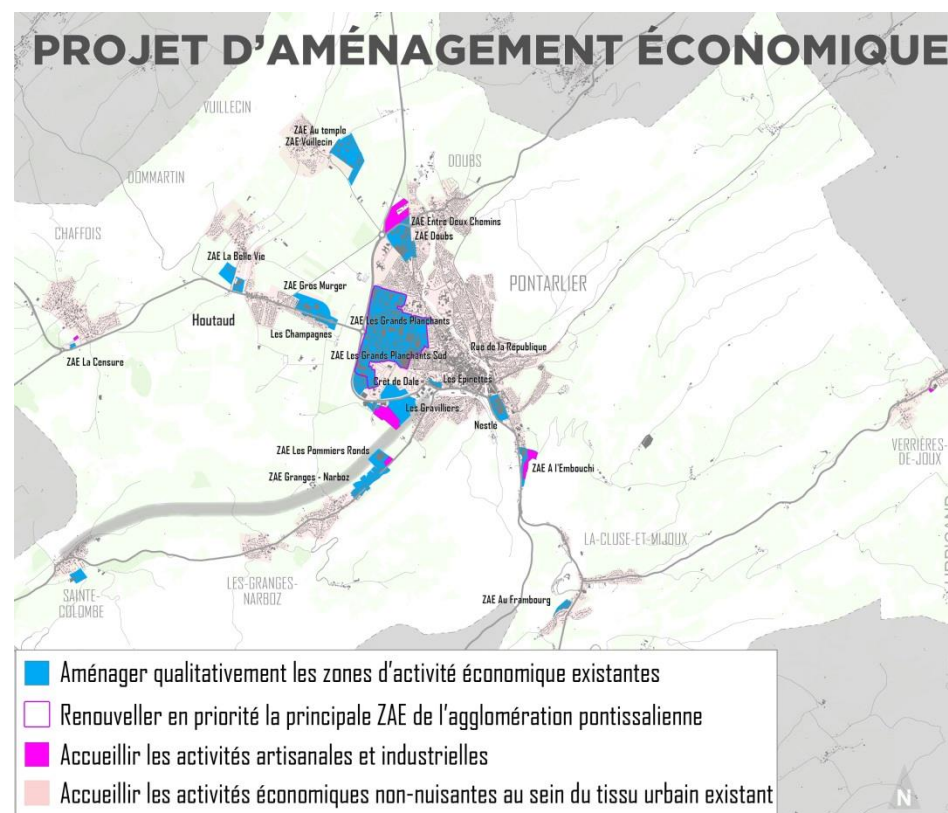 PROJET D'AMÉNAGEMENT ÉCONOMIQUE
VUILLECIN
ZAE Au temple
ZAE Vuillecin
DOUBS
DOMMARTIN
ZAE Entre Deux Chemins
CHAFFOIS
ZAE Doubs
ZAE La Belle Vie
ZAE Gros Murger
PONTARLIER
Houtaud
ZAE Les Grands Planchants
Les Champagnes
Rue de la République
ZAE La Censure
ZAE Les Grands Planchants Sud
Crêt de Dale
Les Épinettes
Les Gravilliers
Nestlé
VERRIÈRES-
DE-JOUX
ZAE Les Pommiers Ronds
ZAE A l'Embouchi
ZAE Granges - Narboz
LA-CLUSE-ET-MIJOUX
LES-GRANGES-
NARBOZ
SAINTE-
COLOMBE
ZAE Au Frambourg
Aménager qualitativement les zones d'activité économique existantes
Renouveller en priorité la principale ZAE de l'agglomération pontissalienne
Accueillir les activités artisanales et industrielles
Accueillir les activités économiques non-nuisantes au sein du tissu urbain existant
N